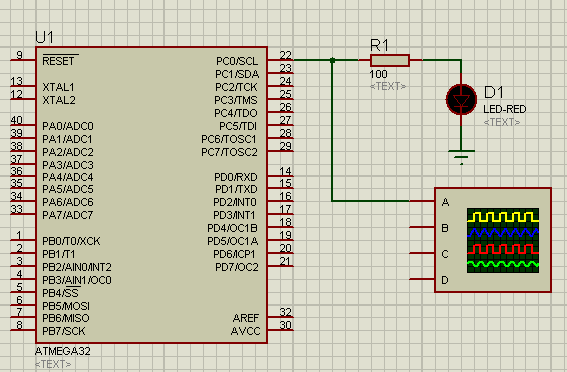 U1
9 RESET
13 XTAL1
12 XTAL2
40 PA0/ADC0
39 PA1/ADC1
38 PA2/ADC2
37 PA3/ADC3
36 PA4/ADC4
35 PA5/ADC5
34 PA6/ADC6
33 PA7/ADC7
1 PB0/T0/XCK
2 PB1/T1
3 PB2/AIN0/INT2
4 PB3/AIN1/OC0
5 PB4/SS
6 PB5/MOSI
7 PB6/MISO
8 PB7/SCK
PC0/SCL 22
PC1/SDA 23
PC2/TCK 24
PC3/TMS 25
PC4/TDO 26
PC5/TDI 27
PC6/TOSC1 28
PC7/TOSC2 29
PD0/RXD 14
PD1/TXD 15
PD2/INT0 16
PD3/INT1 17
PD4/OC1B 18
PD5/OC1A 19
PD6/ICP1 20
PD7/OC2 21
AREF 32
AVCC 30
ATMEGA32
<TEXT>
R1
100
<TEXT>
D1
LED-RED
<TEXT>
A
B
C
D